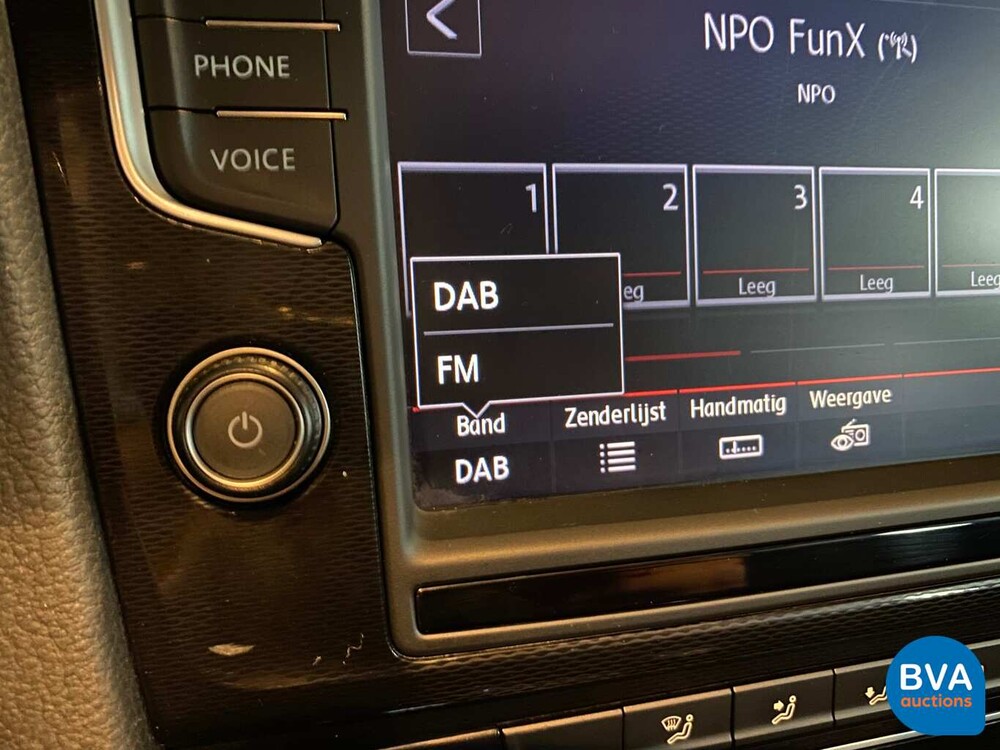 NPO FunX
NPO
PHONE
VOICE
1
2
3
4
eg
Leeg
Leeg
Leeg
DAB
FM
Band
Zenderlijst
Handmatig
Weergave
DAB
BVA
auctions